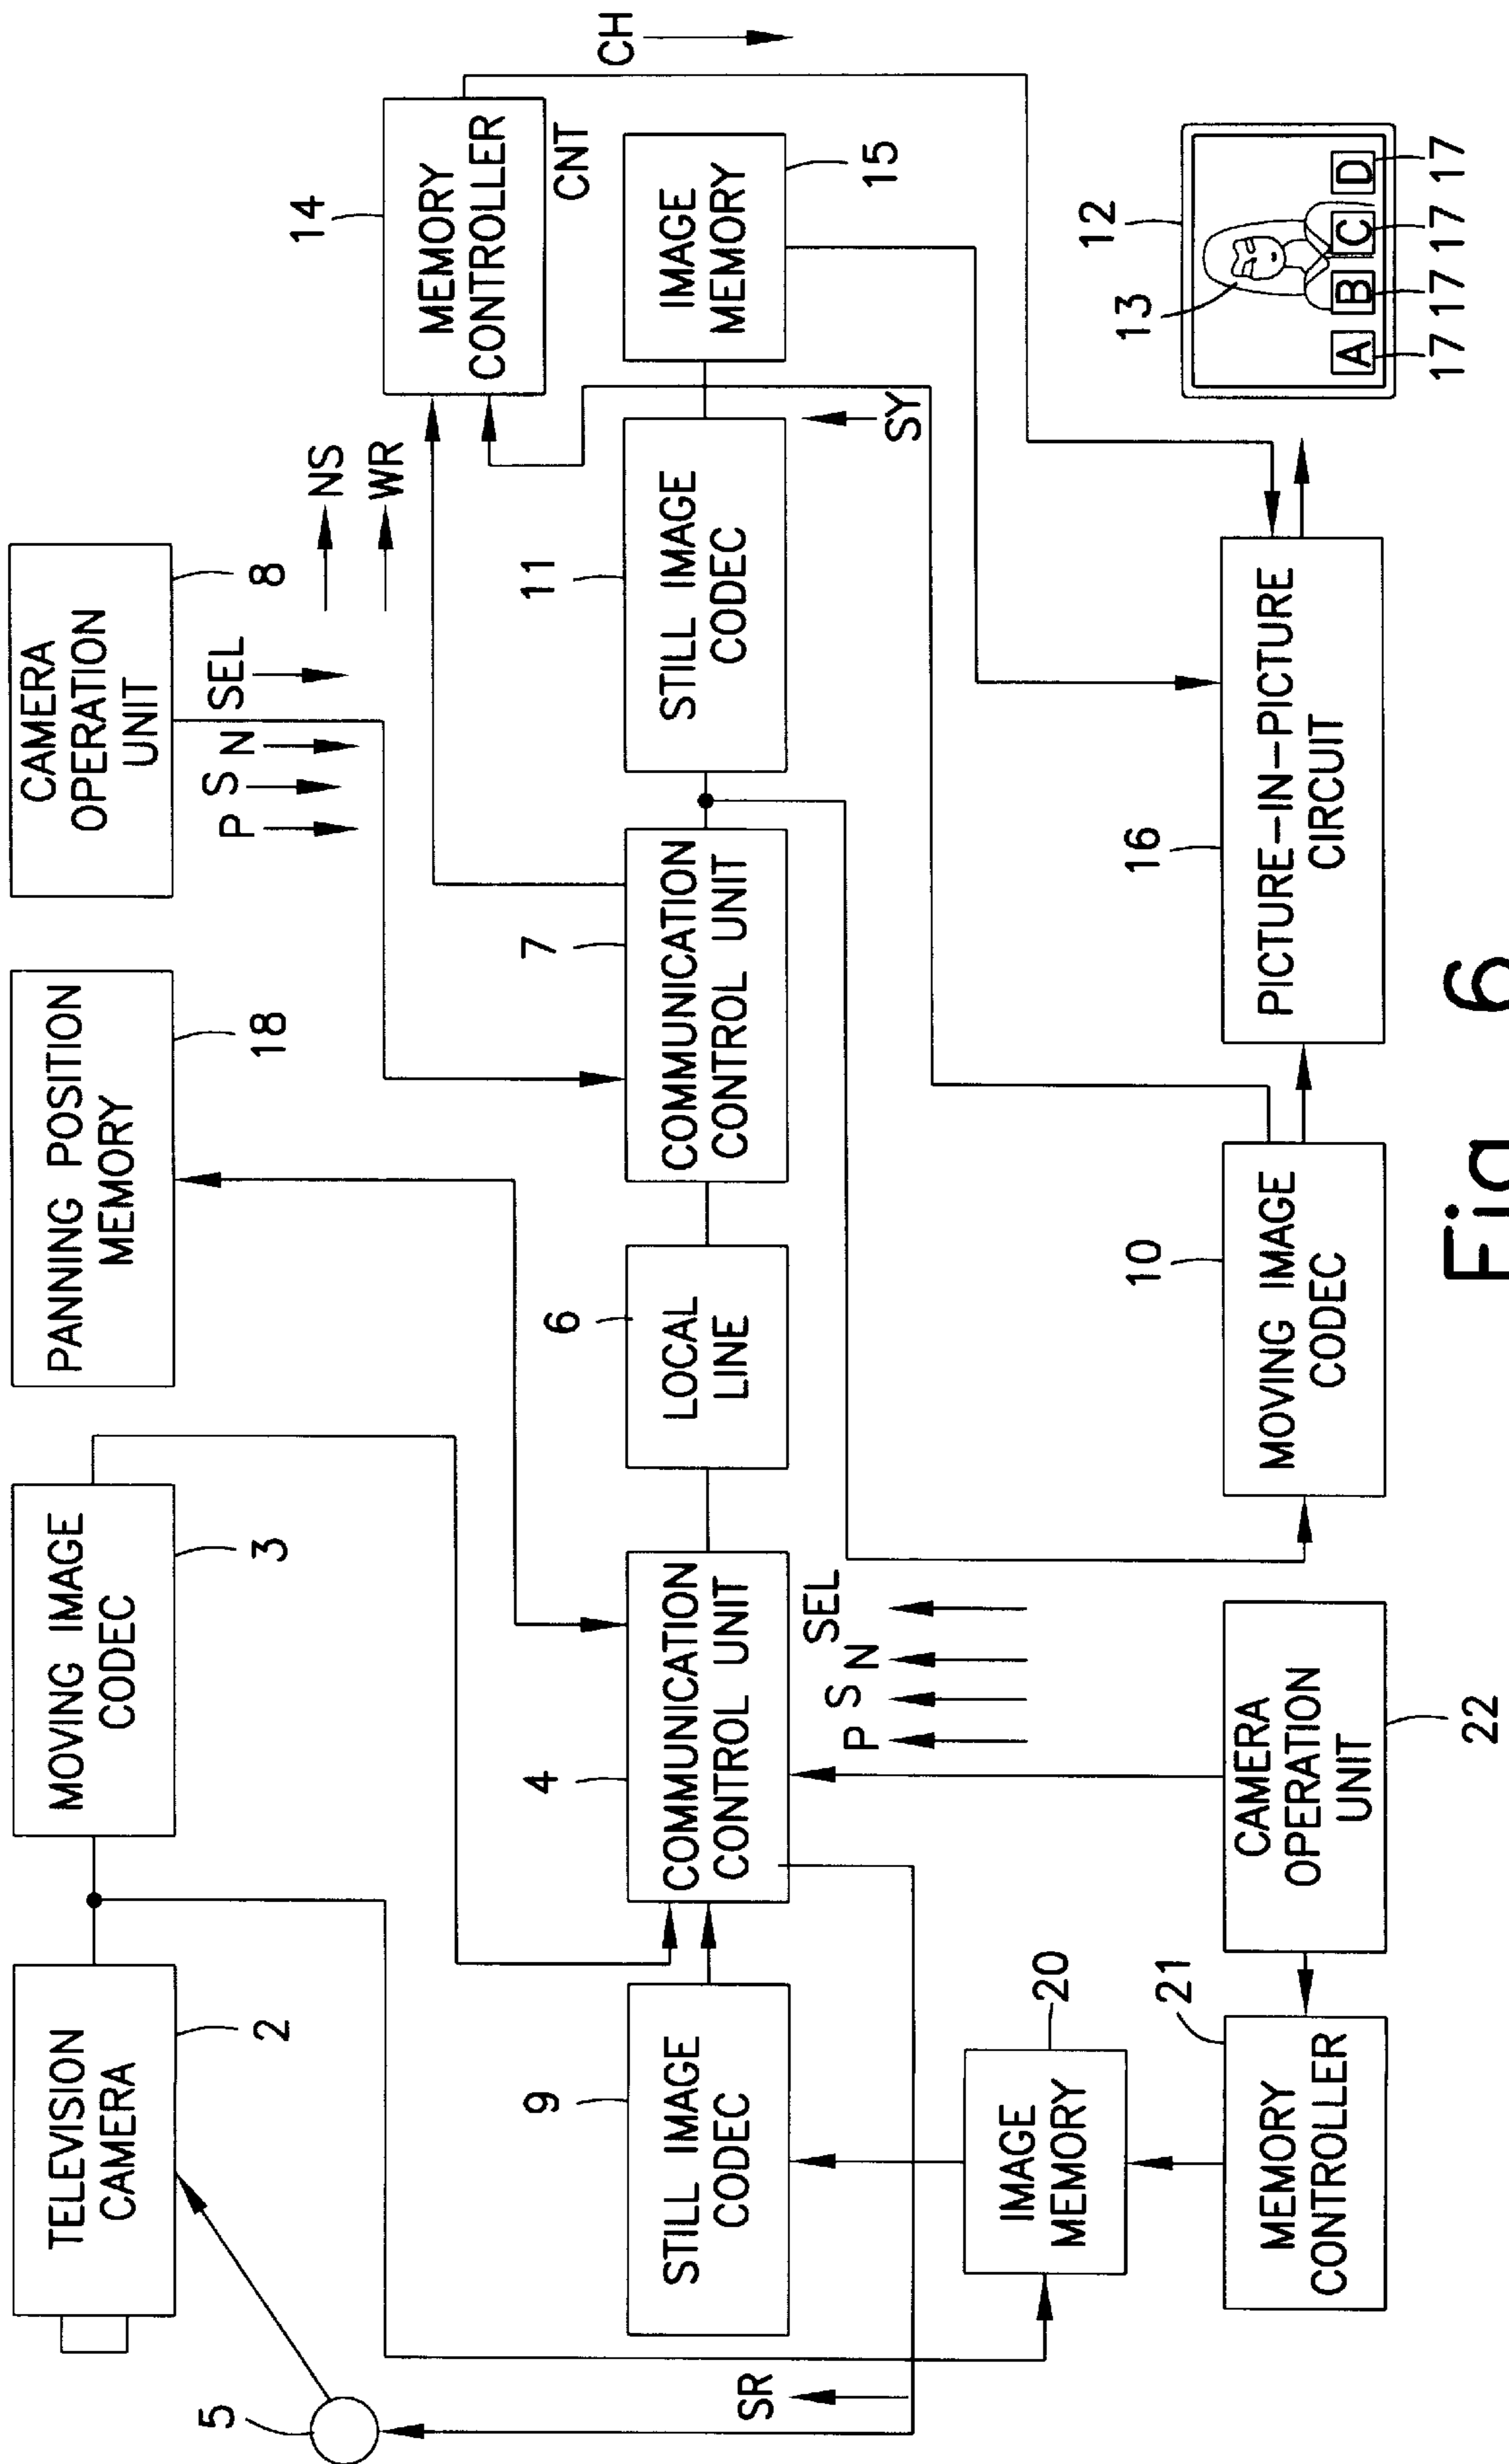 TELEVISION
CAMERA
2
MOVING IMAGE
CODEC
3
PANNING POSITION
MEMORY
18
CAMERA
OPERATION
UNIT
8
5
P
S
N
SEL
NS
WR
14
MEMORY
CONTROLLER
CNT
CH
9
STILL IMAGE
CODEC
4
COMMUNICATION
CONTROL UNIT
6
LOCAL
LINE
7
COMMUNICATION
CONTROL UNIT
11
STILL IMAGE
CODEC
IMAGE
MEMORY
15
SR
P
S
N
SEL
SY
20
IMAGE
MEMORY
21
MEMORY
CONTROLLER
CAMERA
OPERATION
UNIT
22
10
MOVING IMAGE
CODEC
16
PICTURE-IN-PICTURE
CIRCUIT
12
13
A
B
C
D
17
17
17
17
Fig. 6